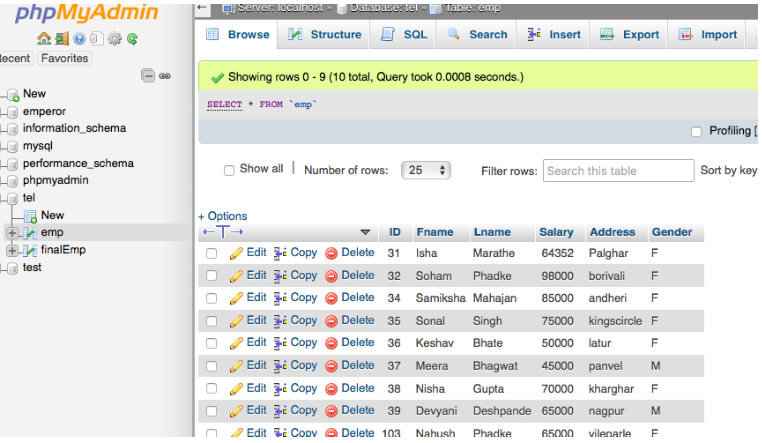 phpMyAdmin
Server: localhost » Database: tel » Table: emp
Recent Favorites
Browse Structure SQL Search Insert Export Import
Showing rows 0 - 9 (10 total, Query took 0.0008 seconds.)
SELECT * FROM `emp`
Profiling [
Show all | Number of rows: 25 Filter rows: Search this table Sort by key
+ Options
ID Fname Lname Salary Address Gender
Edit Copy Delete 31 Isha Marathe 64352 Palghar F
Edit Copy Delete 32 Soham Phadke 98000 borivali F
Edit Copy Delete 34 Samiksha Mahajan 85000 andheri F
Edit Copy Delete 35 Sonal Singh 75000 kingscircle F
Edit Copy Delete 36 Keshav Bhate 50000 latur F
Edit Copy Delete 37 Meera Bhagwat 45000 panvel M
Edit Copy Delete 38 Nisha Gupta 70000 kharghar F
Edit Copy Delete 39 Devyani Deshpande 65000 nagpur M
Edit Copy Delete 103 Nahush Phadke 65000 vileparle F
New
emperor
information_schema
mysql
performance_schema
phpmyadmin
tel
New
emp
finalEmp
test